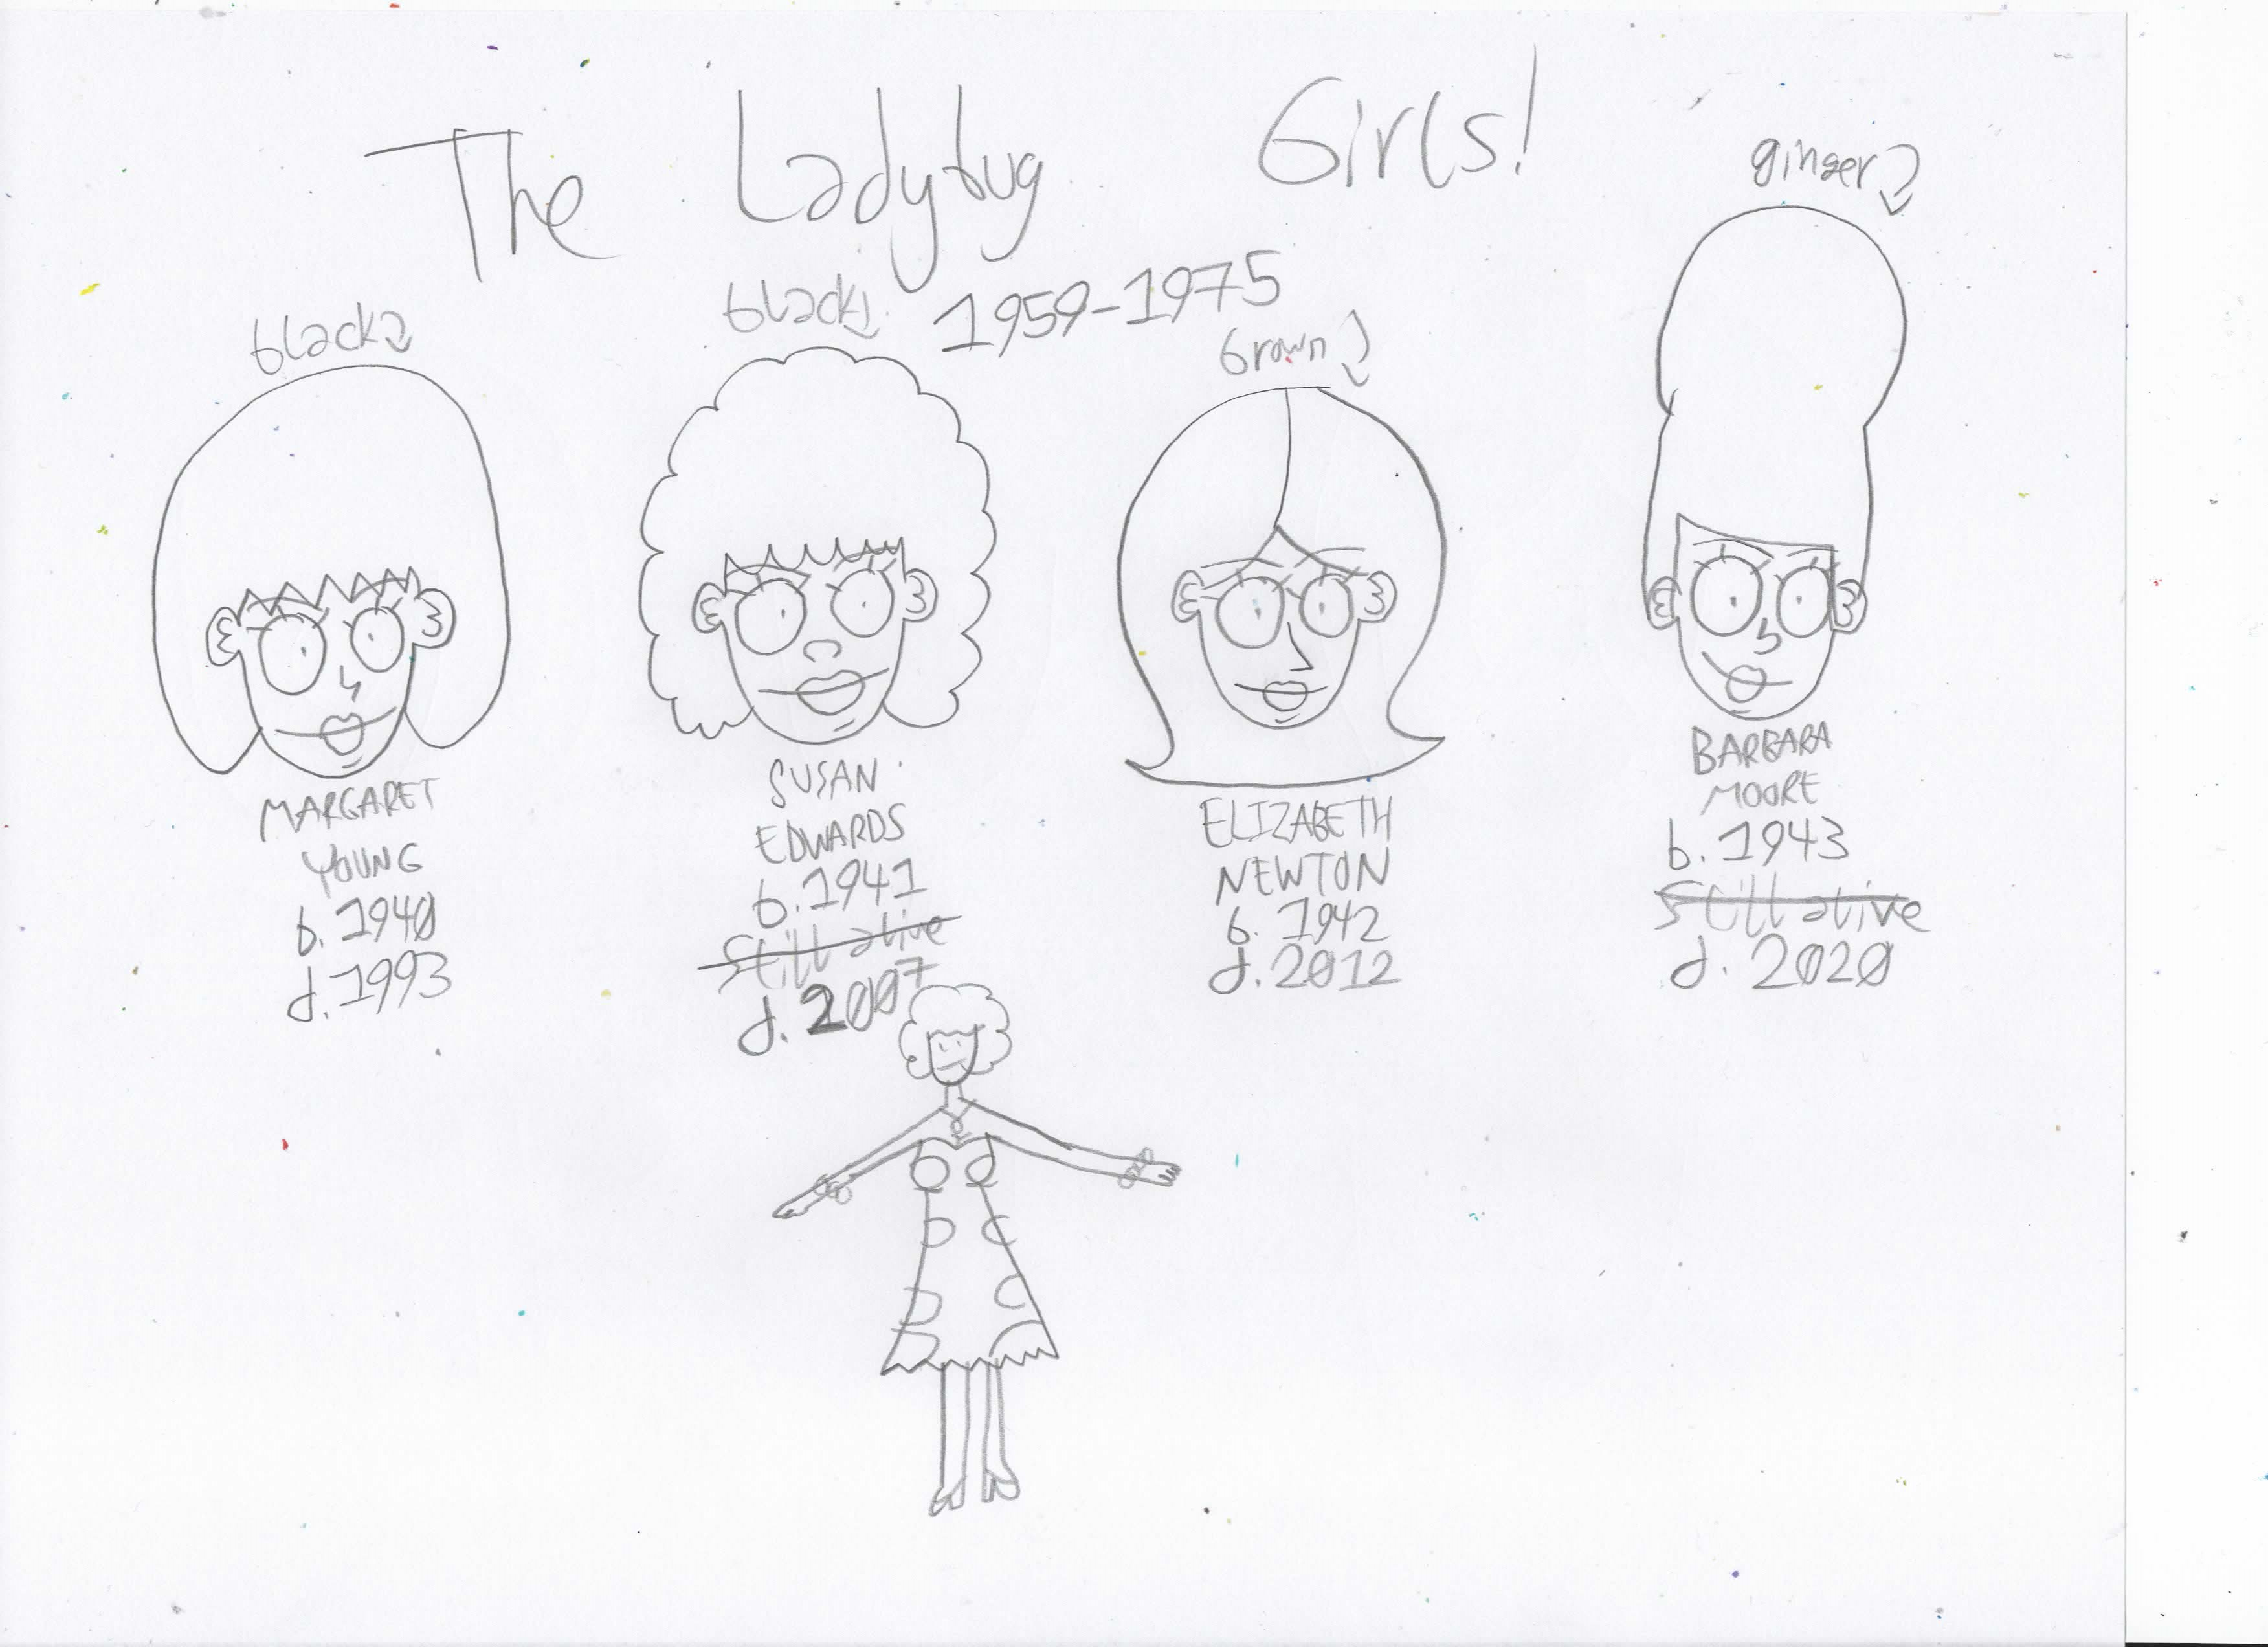 The Ladybug Girls!
1959-1975
black
black
brown
ginger
MARGARET
YOUNG
b. 1940
d. 1993
SUSAN
EDWARDS
b. 1941
Still alive
d. 2007
ELIZABETH
NEWTON
b. 1942
d. 2012
BARBARA
MOORE
b. 1943
Still alive
d. 2020